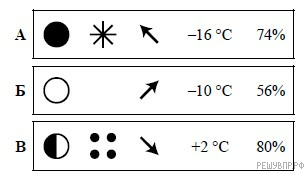 А –16 °C 74%
Б –10 °C 56%
В +2 °C 80%
РЕШУВПР.РФ